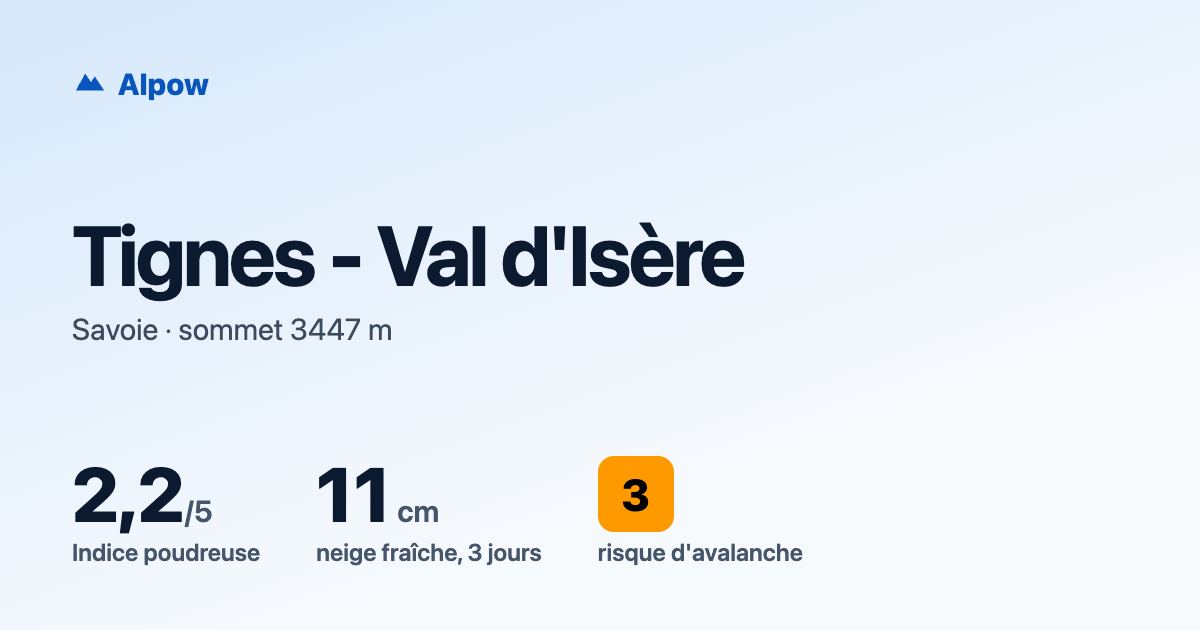 Alpow
Tignes - Val d'Isère
Savoie · sommet 3447 m
2,2/5
Indice poudreuse
11 cm
neige fraîche, 3 jours
3
risque d'avalanche